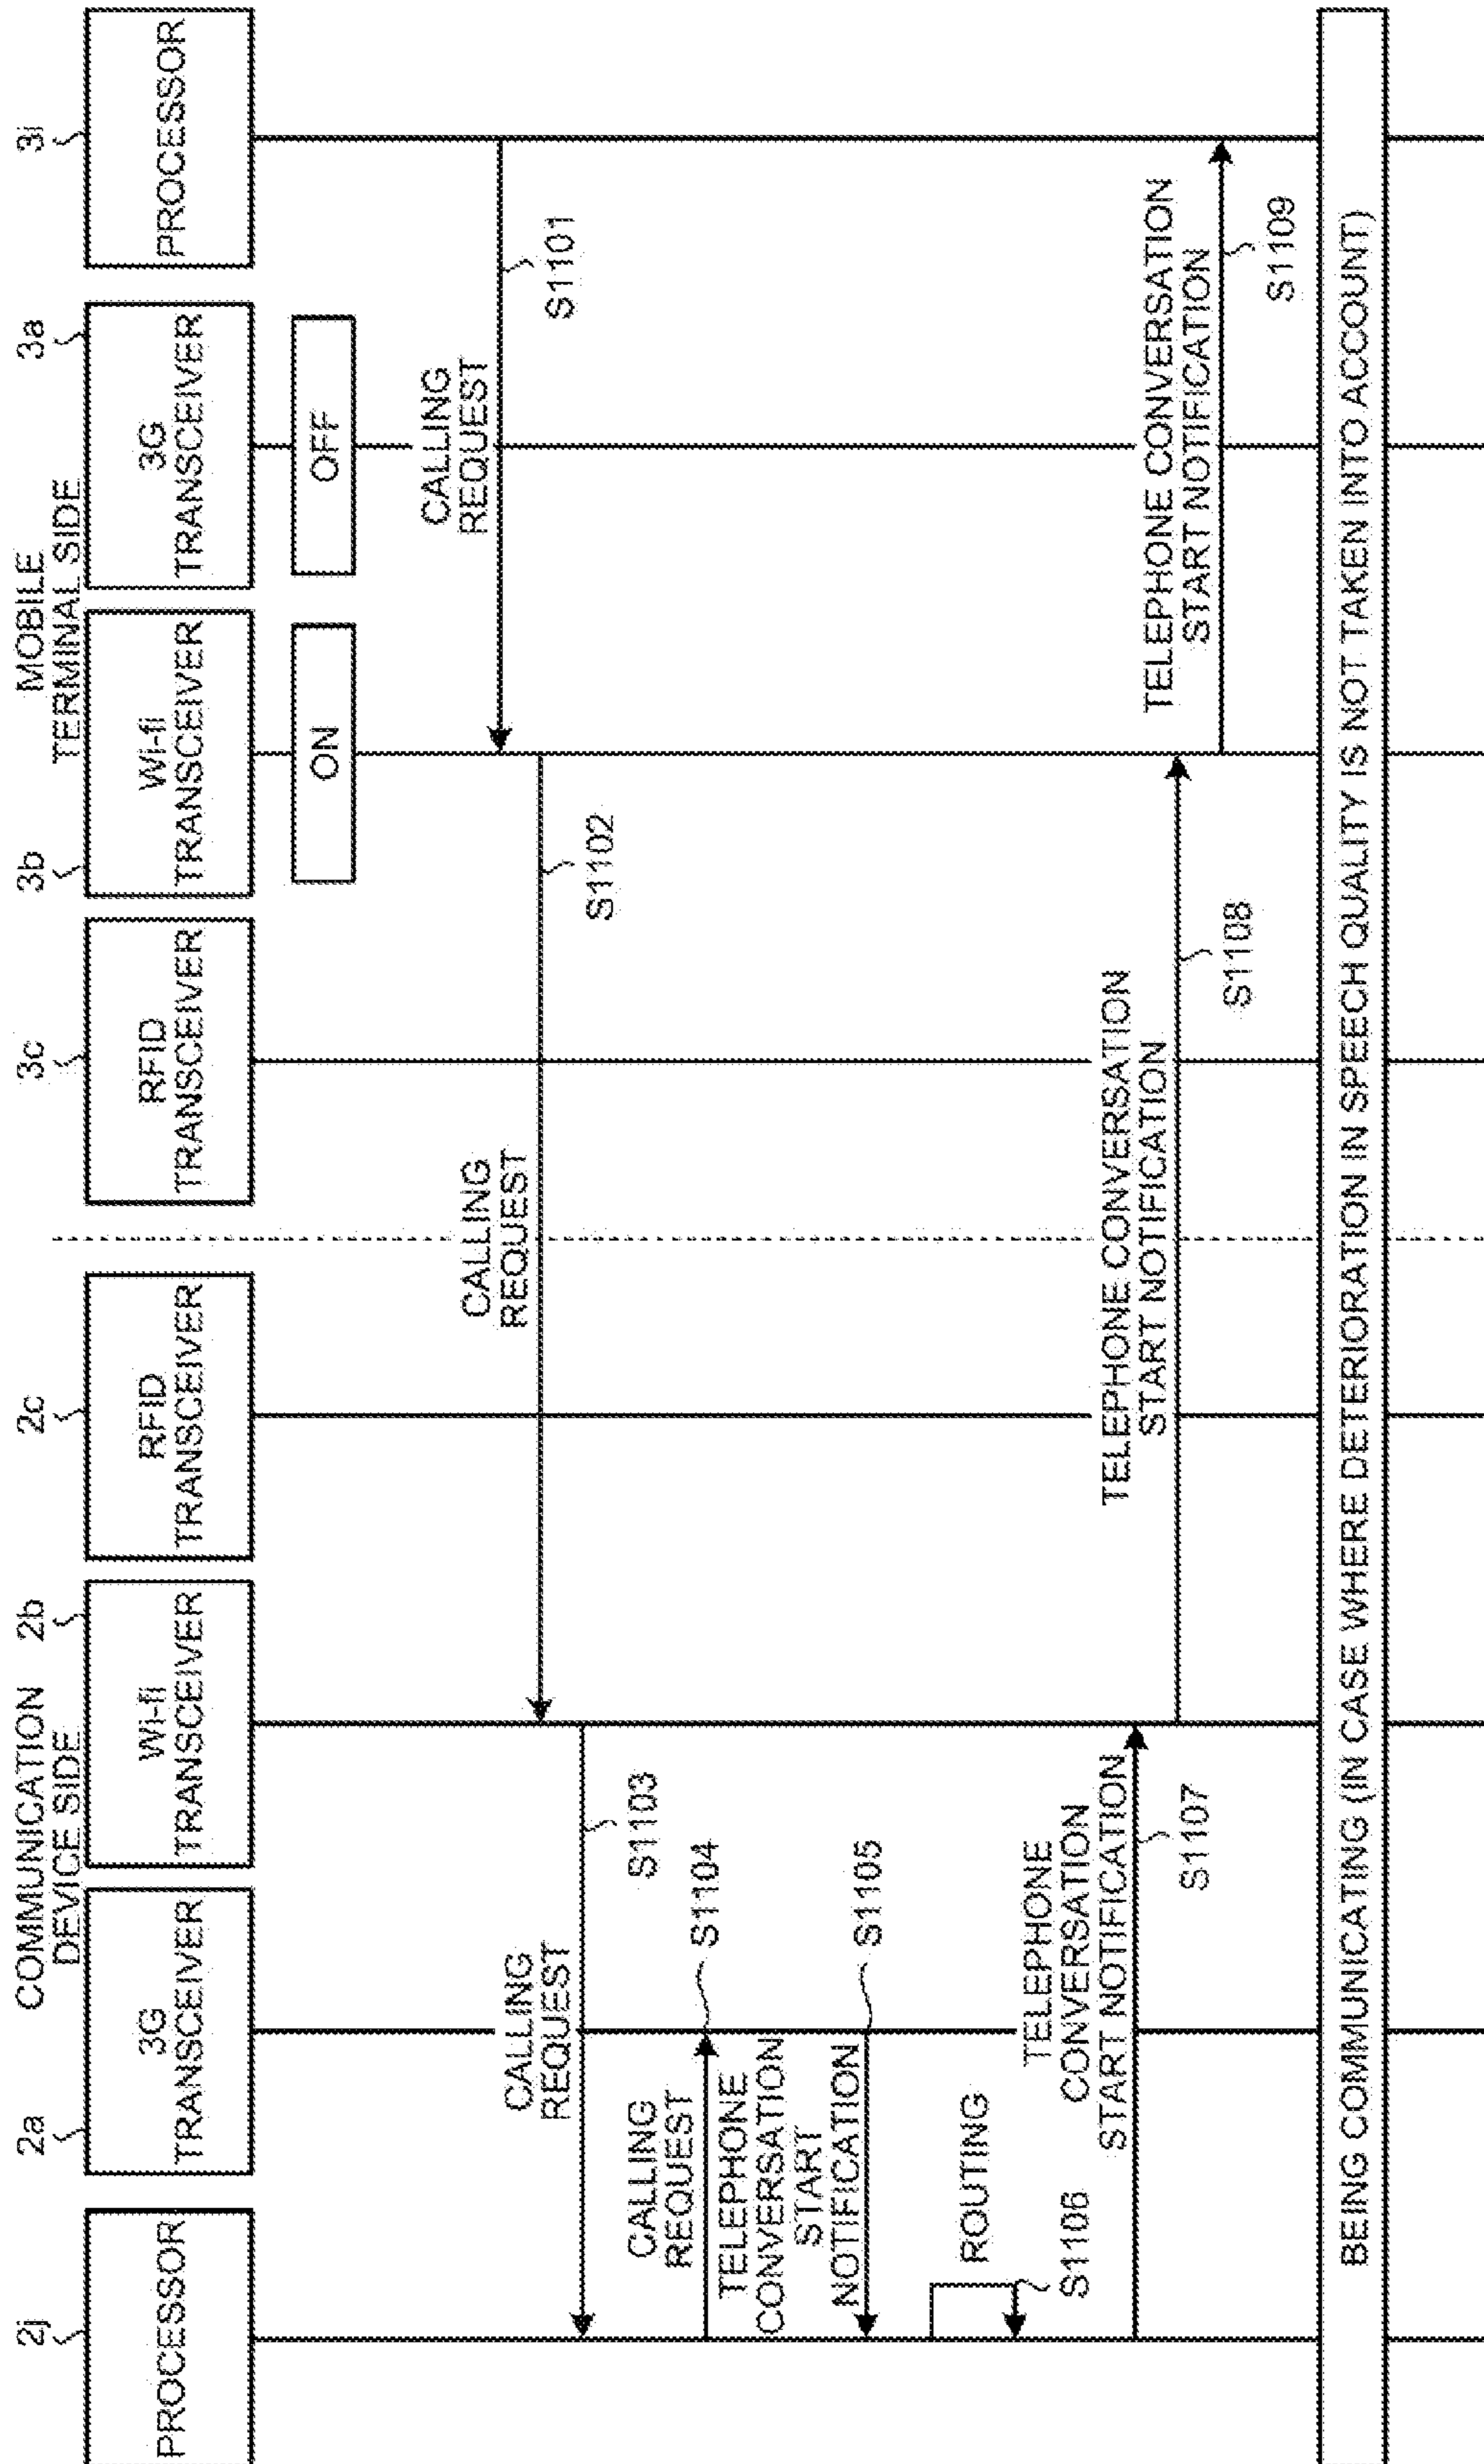 COMMUNICATION
DEVICE SIDE
MOBILE
TERMINAL SIDE
2j
2a
2b
2c
3c
3b
3a
3i
PROCESSOR
3G
TRANSCEIVER
Wi-fi
TRANSCEIVER
RFID
TRANSCEIVER
RFID
TRANSCEIVER
Wi-fi
TRANSCEIVER
3G
TRANSCEIVER
PROCESSOR
ON
OFF
CALLING
REQUEST
S1101
CALLING
REQUEST
S1102
CALLING
REQUEST
S1103
CALLING
REQUEST
S1104
TELEPHONE
CONVERSATION
START
NOTIFICATION
S1105
ROUTING
S1106
TELEPHONE
CONVERSATION
START NOTIFICATION
S1107
TELEPHONE CONVERSATION
START NOTIFICATION
S1108
TELEPHONE CONVERSATION
START NOTIFICATION
S1109
BEING COMMUNICATING (IN CASE WHERE DETERIORATION IN SPEECH QUALITY IS NOT TAKEN INTO ACCOUNT)